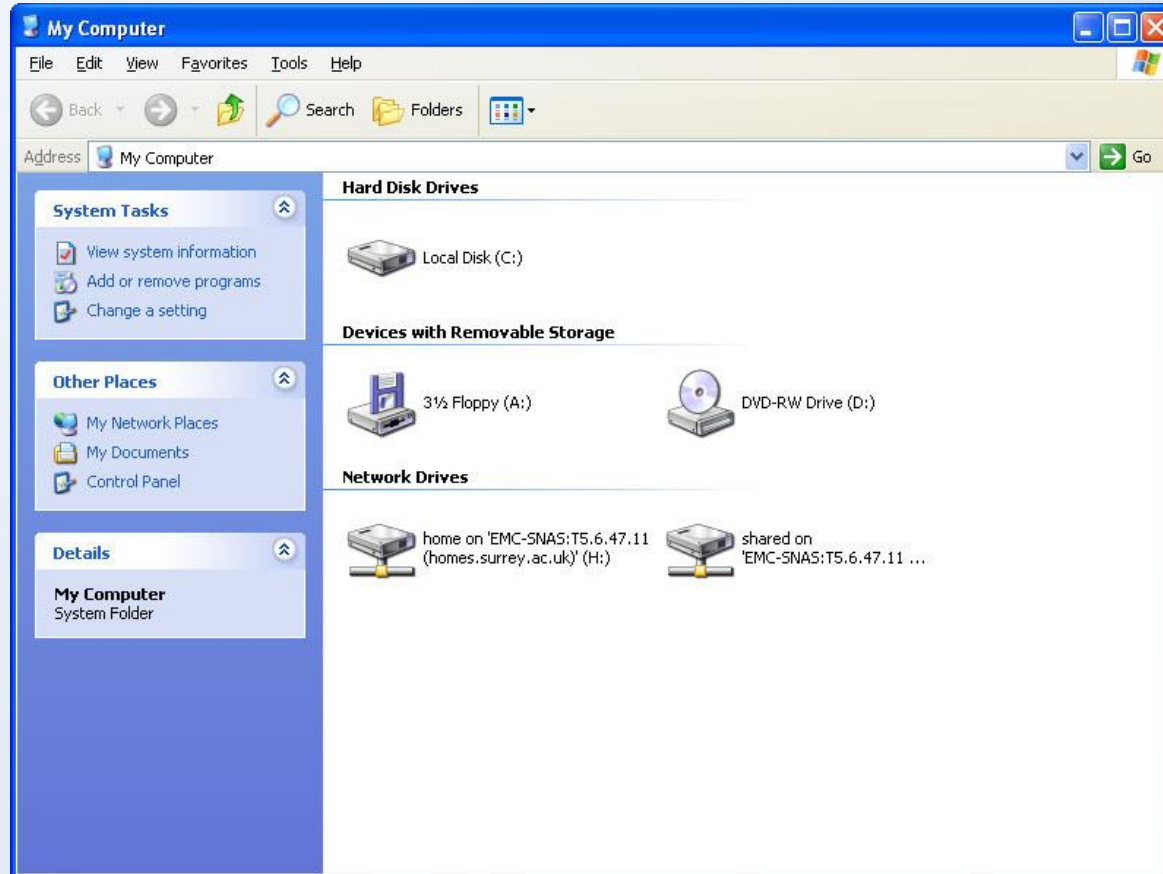 My Computer
File Edit View Favorites Tools Help
Back Search Folders
Address My Computer Go
System Tasks
View system information
Add or remove programs
Change a setting
Other Places
My Network Places
My Documents
Control Panel
Details
My Computer
System Folder
Hard Disk Drives
Local Disk (C:)
Devices with Removable Storage
3½ Floppy (A:)
DVD-RW Drive (D:)
Network Drives
home on 'EMC-SNAS:T5.6.47.11
(homes.surrey.ac.uk)' (H:)
shared on
'EMC-SNAS:T5.6.47.11 ...